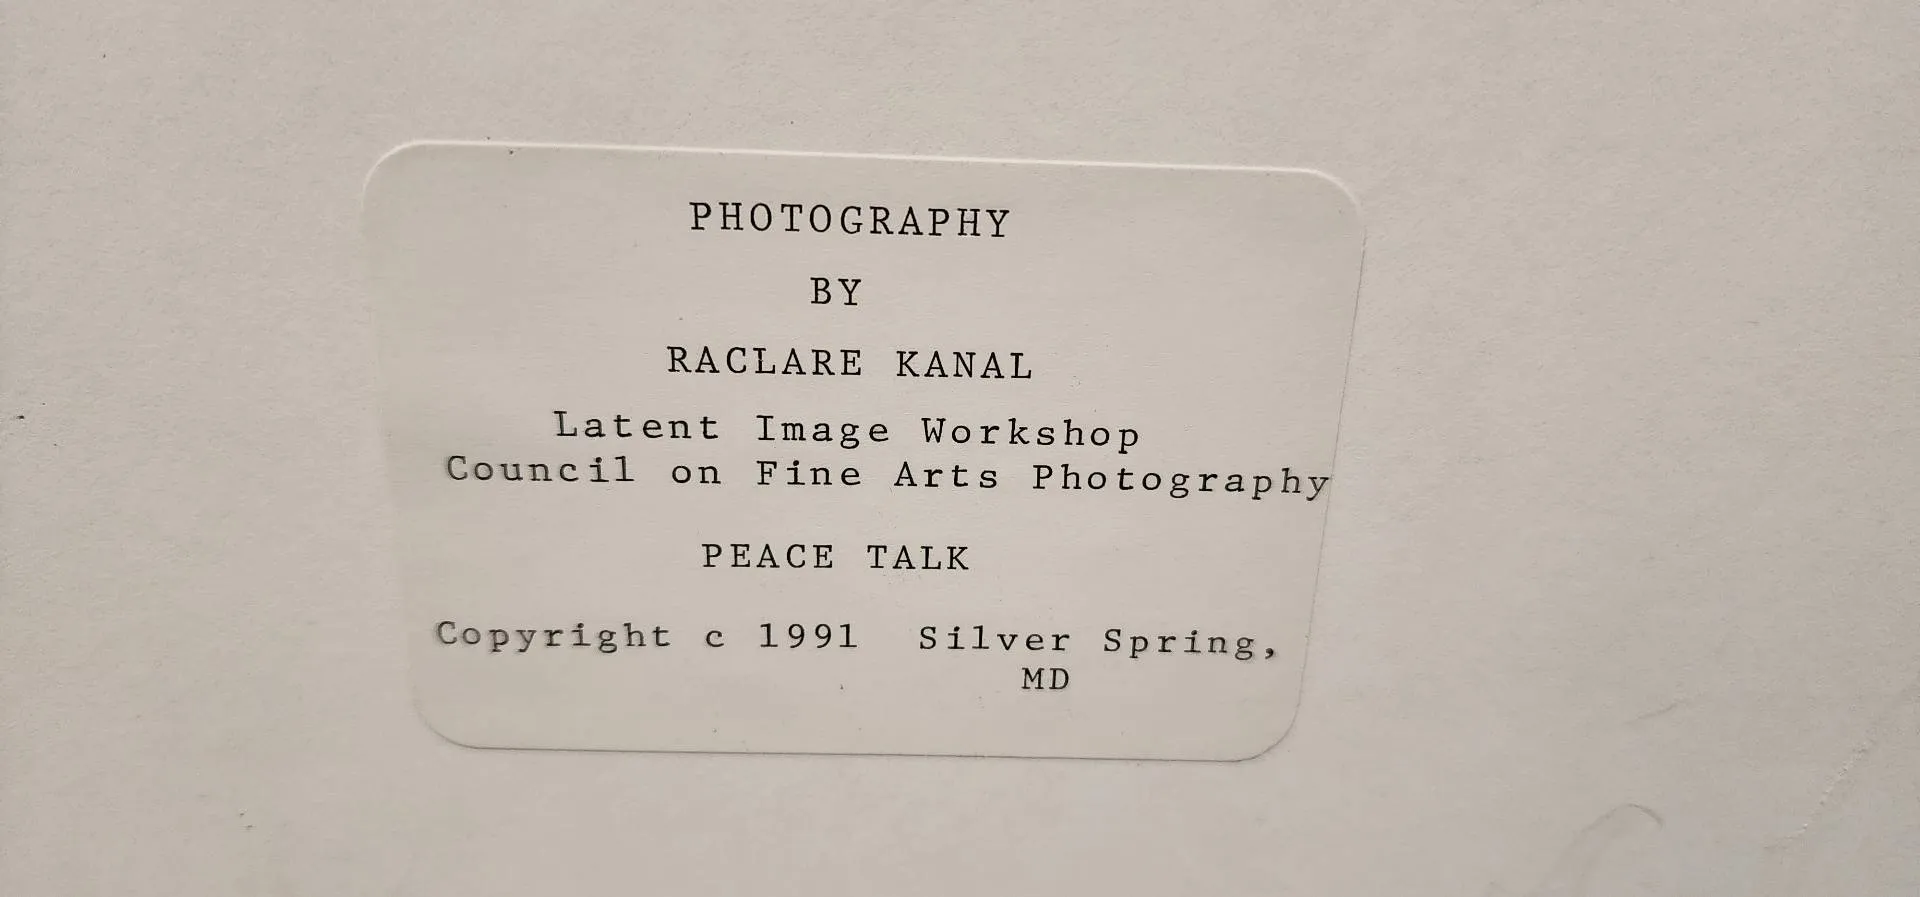 PHOTOGRAPHY
BY
RACLARE KANAL
Latent Image Workshop
Council on Fine Arts Photography
PEACE TALK
Copyright c 1991 Silver Spring,
MD